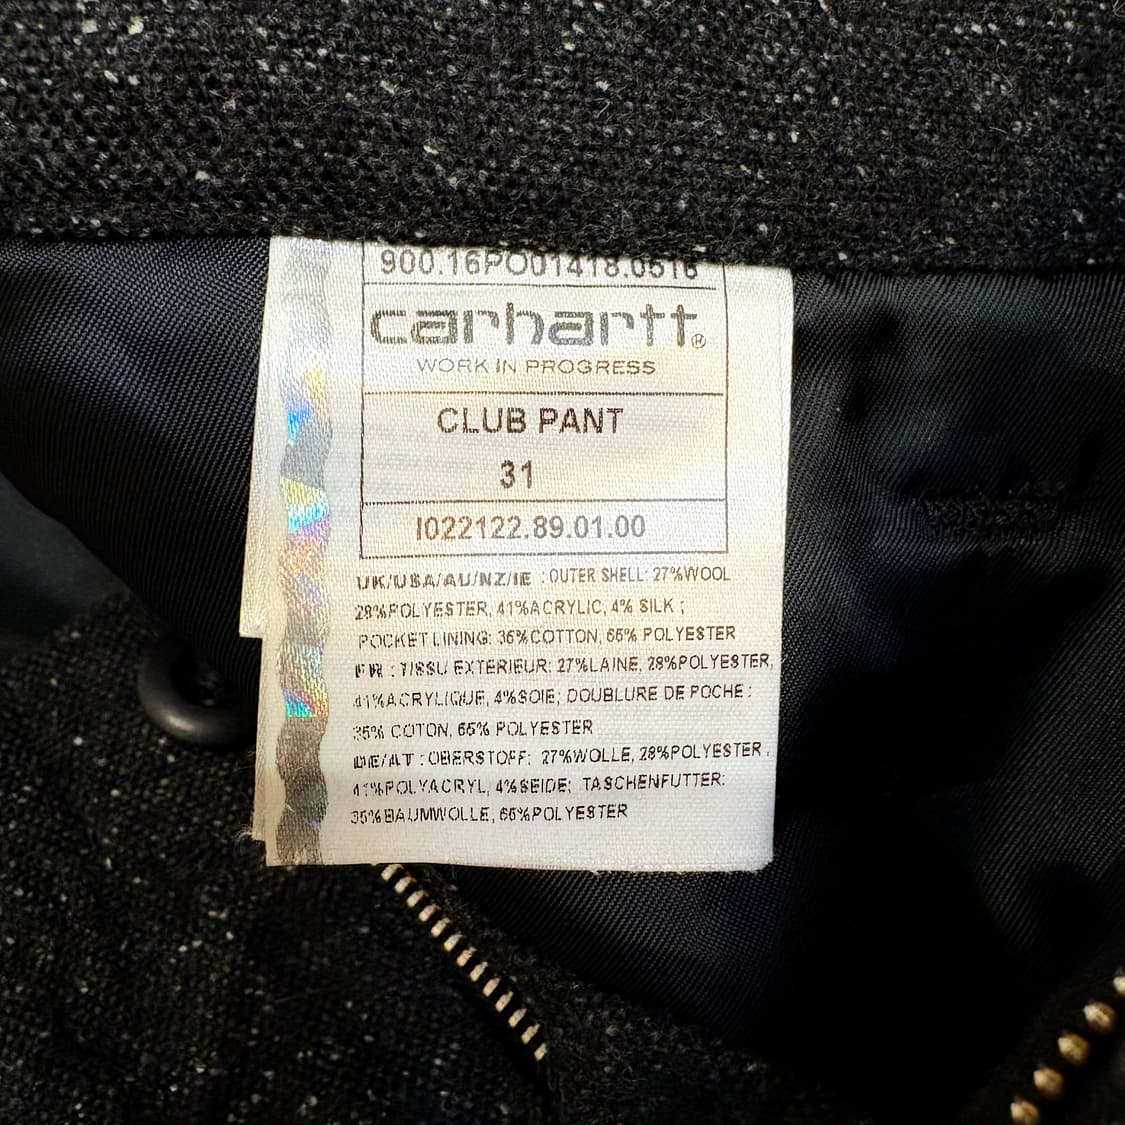 900.16PO01418.0516
carhartt®
WORK IN PROGRESS
CLUB PANT
31
I022122.89.01.00
UK/USA/AU/NZ/IE : OUTER SHELL: 27%WOOL
28%POLYESTER, 41%ACRYLIC, 4% SILK ;
POCKET LINING: 35%COTTON, 65% POLYESTER
FR : TISSU EXTERIEUR: 27%LAINE, 28%POLYESTER,
41%ACRYLIQUE, 4%SOIE; DOUBLURE DE POCHE :
35% COTON, 65% POLYESTER
DE/AT : OBERSTOFF: 27%WOLLE, 28%POLYESTER,
41%POLYACRYL, 4%SEIDE; TASCHENFUTTER:
35%BAUMWOLLE, 65%POLYESTER